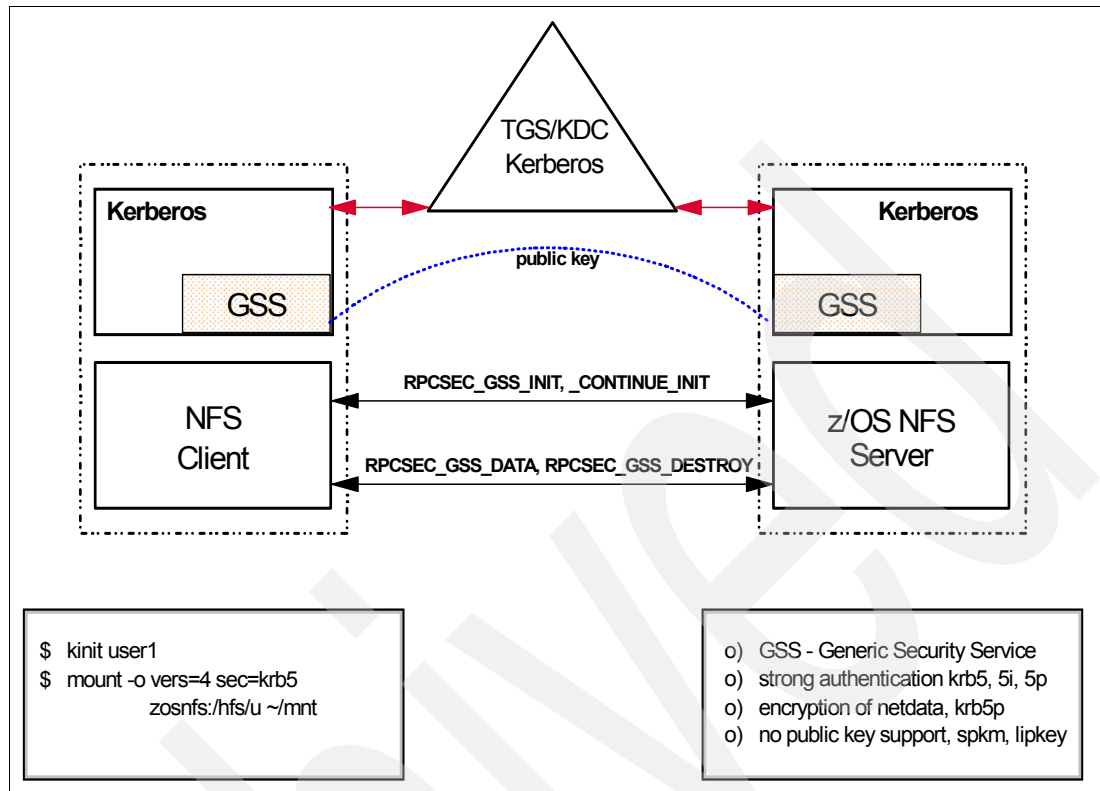 TGS/KDC
Kerberos
Kerberos
Kerberos
public key
GSS
GSS
RPCSEC_GSS_INIT, _CONTINUE_INIT
NFS
Client
z/OS NFS
Server
RPCSEC_GSS_DATA, RPCSEC_GSS_DESTROY
$ kinit user1
$ mount -o vers=4 sec=krb5
zosnfs:/hfs/u ~/mnt
o) GSS - Generic Security Service
o) strong authentication krb5, 5i, 5p
o) encryption of netdata, krb5p
o) no public key support, spkm, lipkey